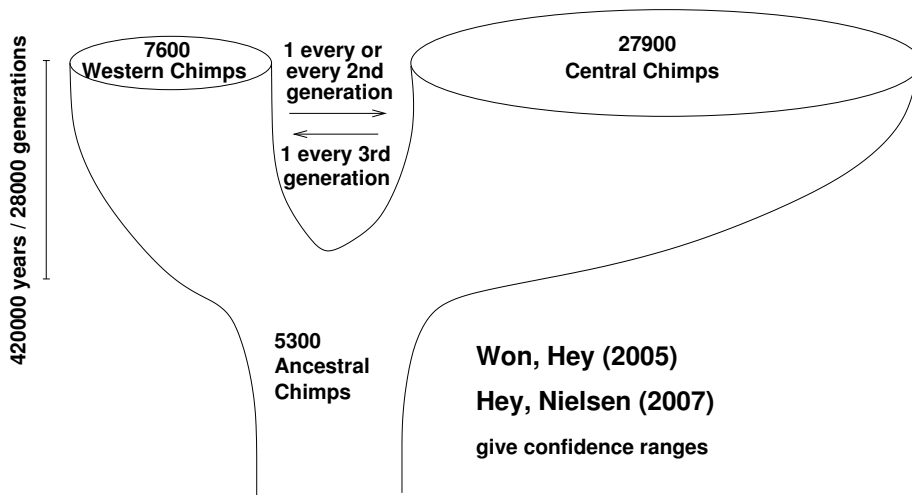 7600
Western Chimps
1 every or
every 2nd
generation
1 every 3rd
generation
27900
Central Chimps
420000 years / 28000 generations
5300
Ancestral
Chimps
Won, Hey (2005)
Hey, Nielsen (2007)
give confidence ranges